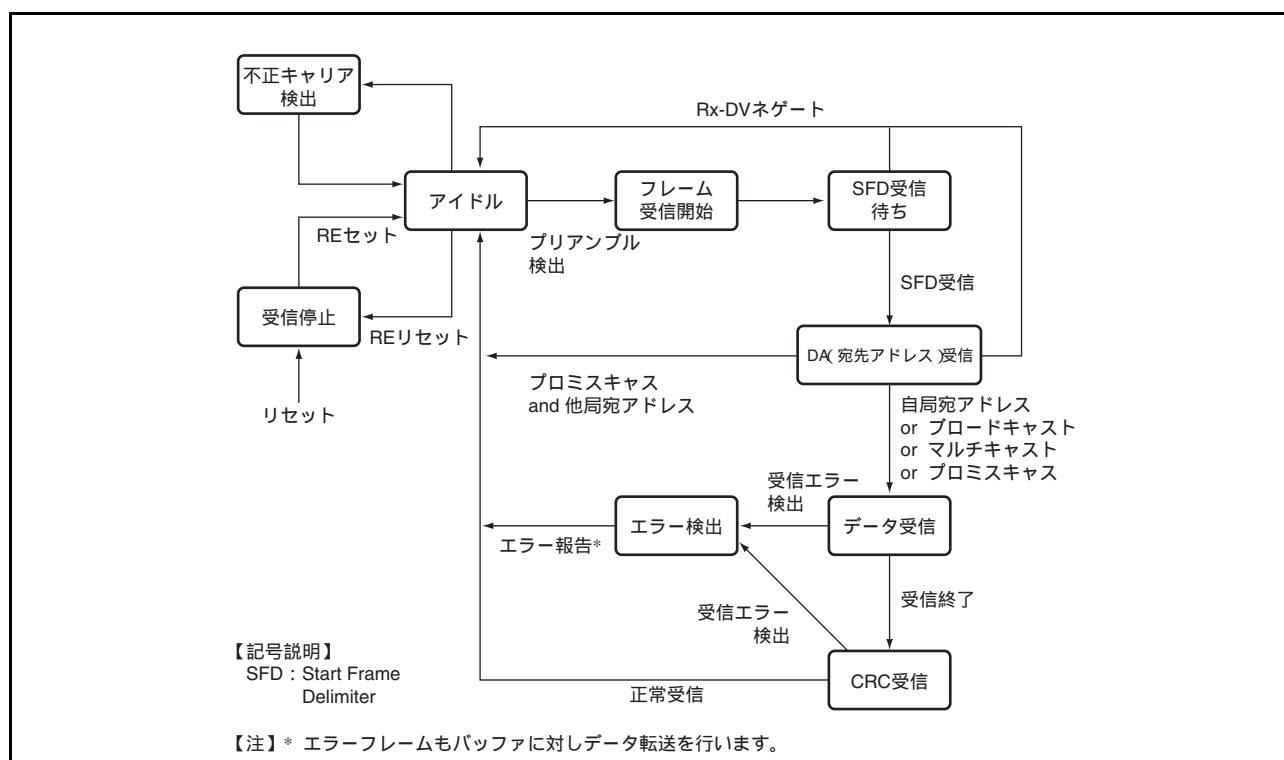 不正キャリア
検出
Rx-DVネゲート
アイドル
フレーム
受信開始
SFD受信
待ち
REセット
プリアンブル
検出
SFD受信
受信停止
REリセット
DA(宛先アドレス)受信
リセット
プロミスキャス
and 他局宛アドレス
自局宛アドレス
or ブロードキャスト
or マルチキャスト
or プロミスキャス
受信エラー
検出
エラー検出
データ受信
エラー報告*
受信終了
受信エラー
検出
【記号説明】
SFD：Start Frame
Delimiter
正常受信
CRC受信
【注】* エラーフレームもバッファに対しデータ転送を行います。